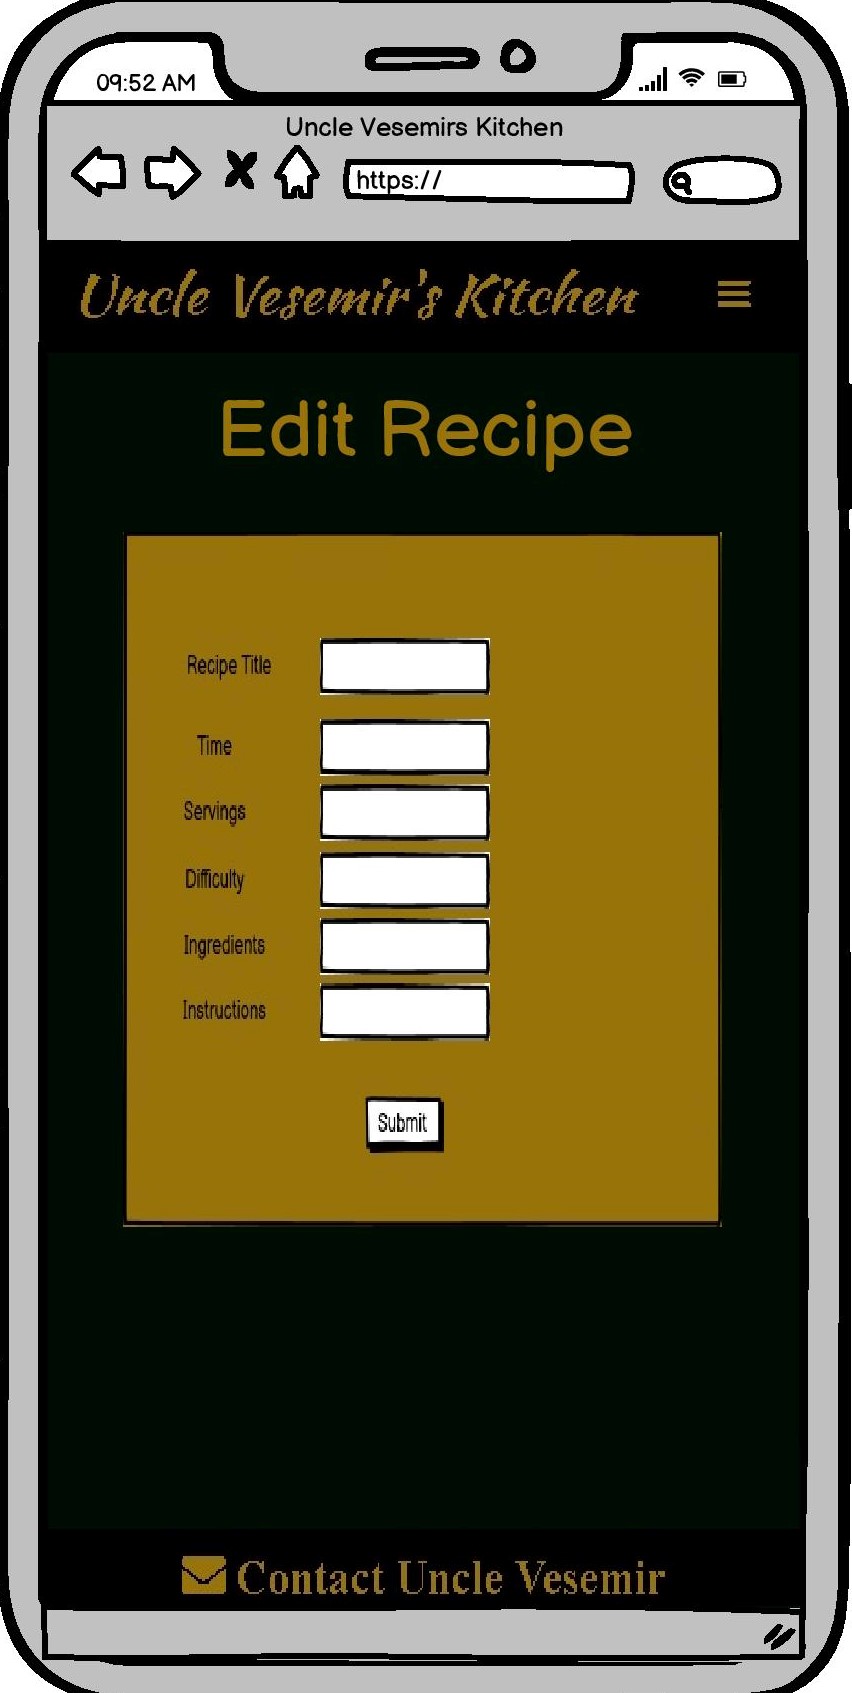 09:52 AM
Uncle Vesemirs Kitchen
https://
Uncle Vesemir's Kitchen
Edit Recipe
Recipe Title
Time
Servings
Difficulty
Ingredients
Instructions
Submit
Contact Uncle Vesemir